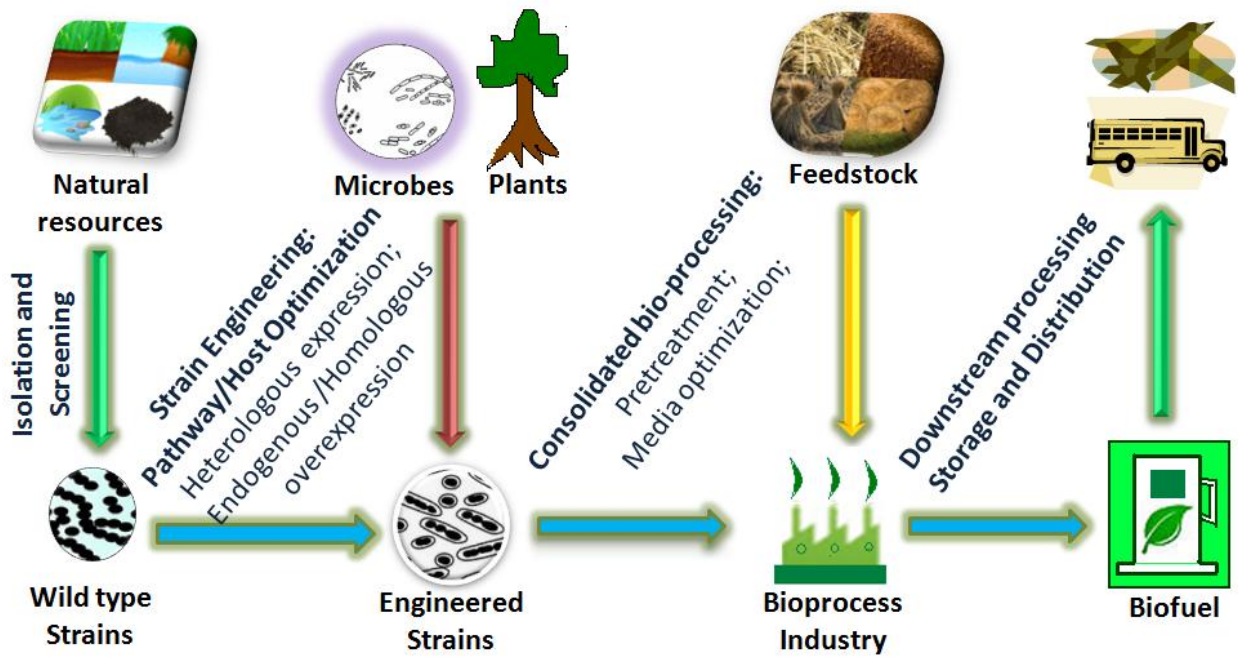 Natural
resources
Microbes
Plants
Feedstock
Isolation and
Screening
Strain Engineering:
Pathway/Host Optimization
Heterologous expression;
Endogenous /Homologous
overexpression
Consolidated bio-processing:
Pretreatment;
Media optimization;
Downstream processing
Storage and Distribution
Wild type
Strains
Engineered
Strains
Bioprocess
Industry
Biofuel